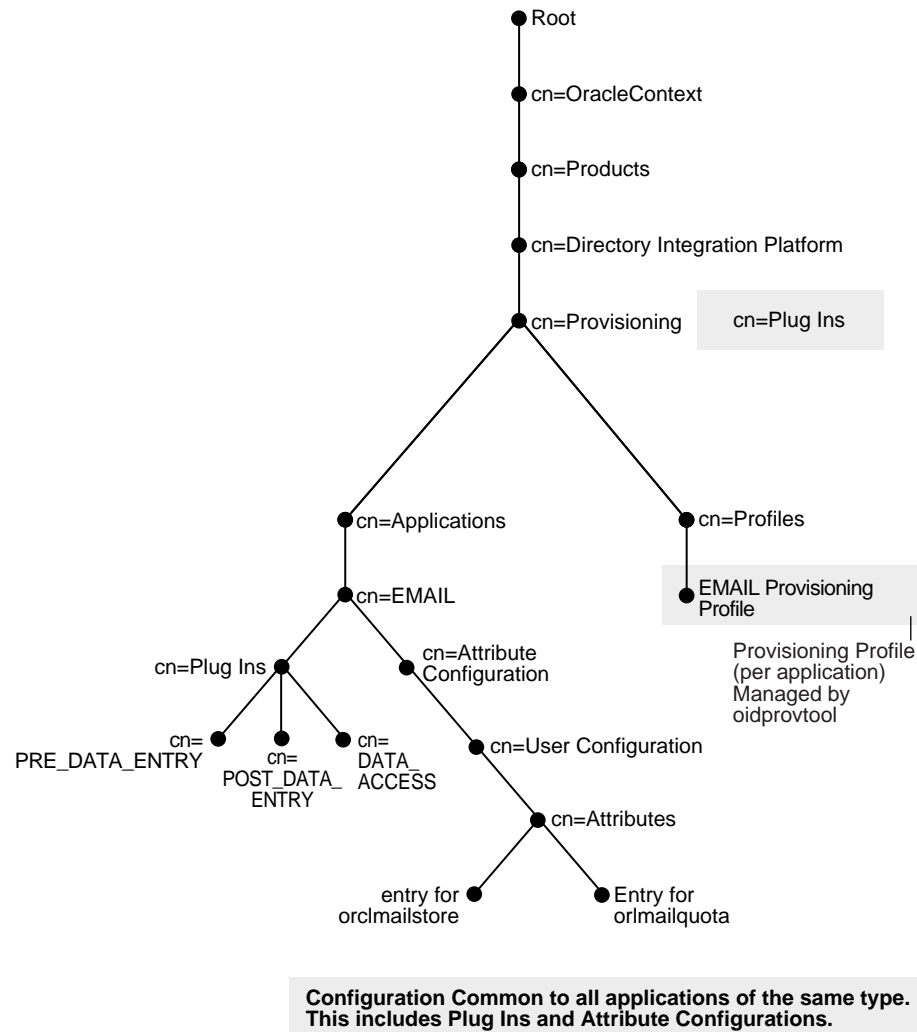 Root
cn=OracleContext
cn=Products
cn=Directory Integration Platform
cn=Provisioning
cn=Plug Ins
cn=Applications
cn=Profiles
cn=EMAIL
EMAIL Provisioning
Profile
Provisioning Profile
(per application)
Managed by
oidprovtool
cn=Plug Ins
cn=Attribute
Configuration
cn=
PRE_DATA_ENTRY
cn=
POST_DATA_
ENTRY
cn=
DATA_
ACCESS
cn=User Configuration
cn=Attributes
entry for
orclmailstore
Entry for
orlmailquota
Configuration Common to all applications of the same type.
This includes Plug Ins and Attribute Configurations.